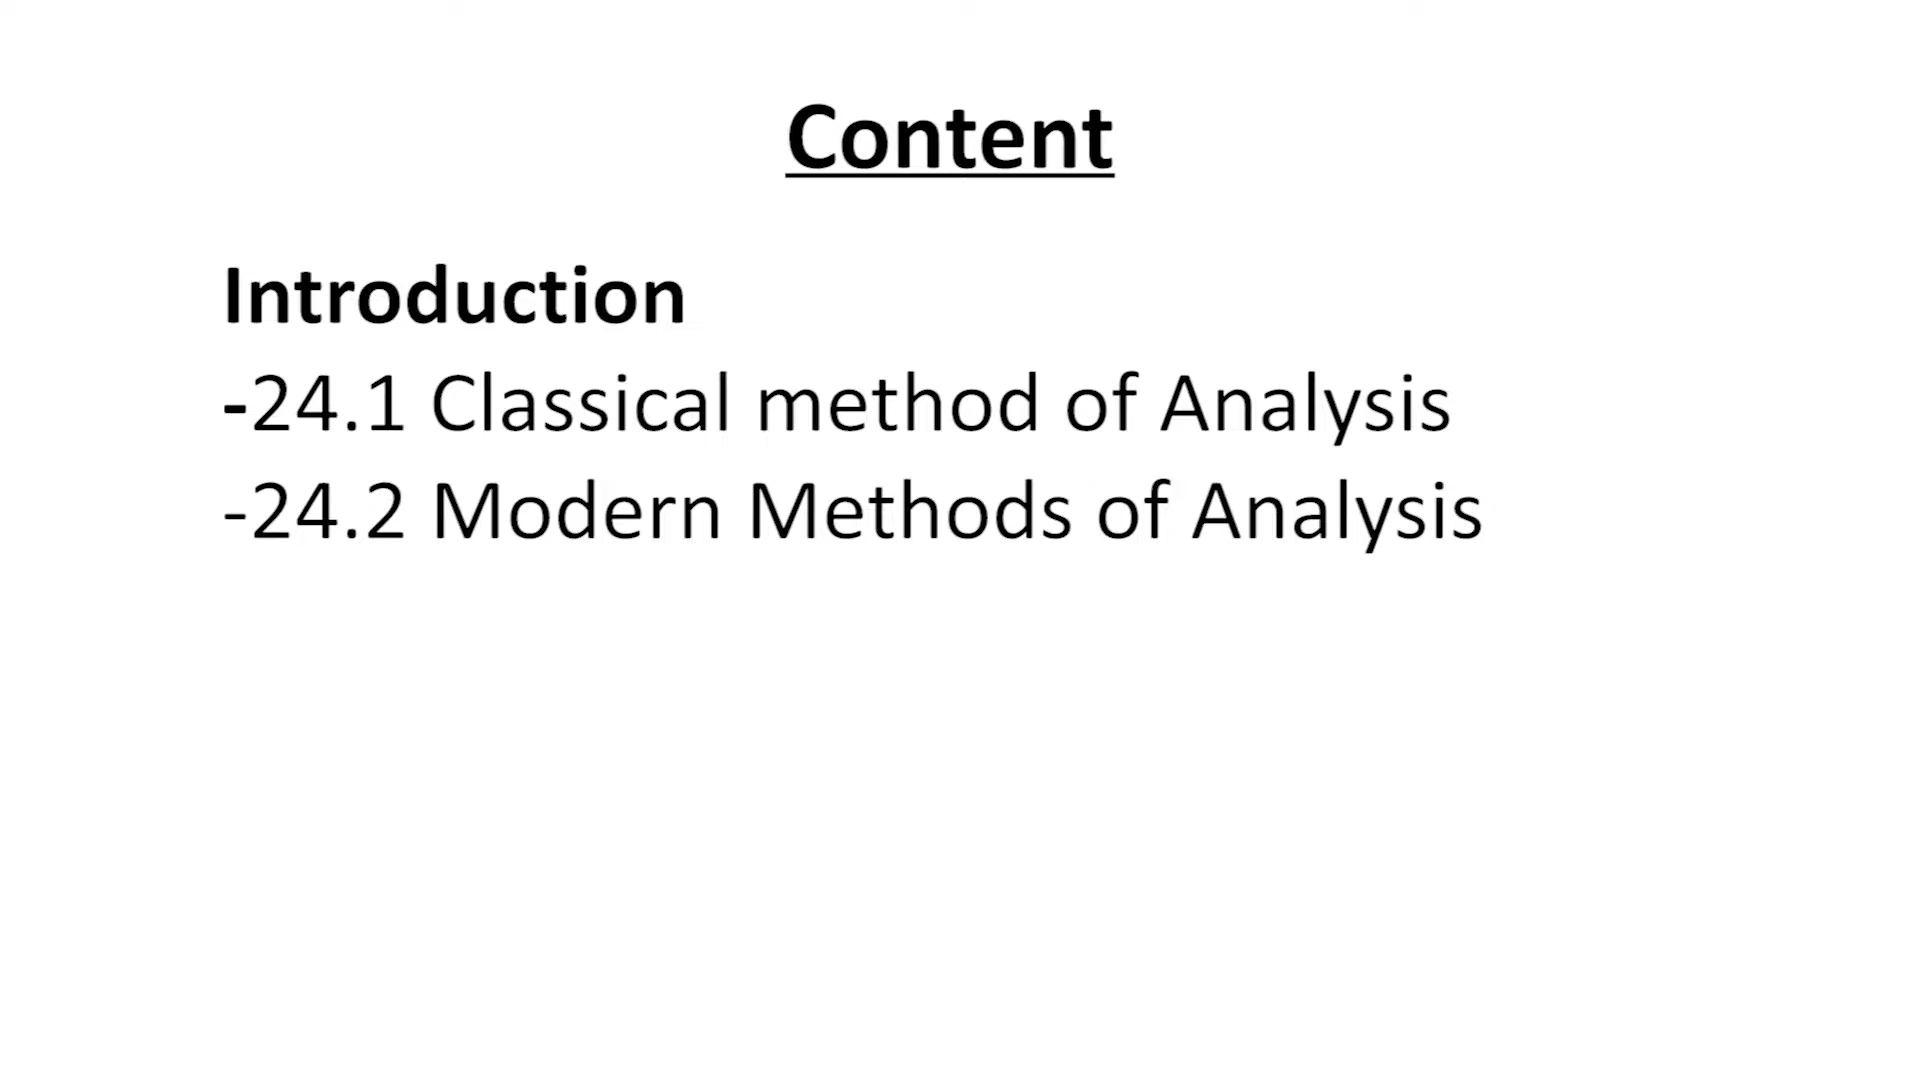 Content
Introduction
-24.1 Classical method of Analysis
-24.2 Modern Methods of Analysis